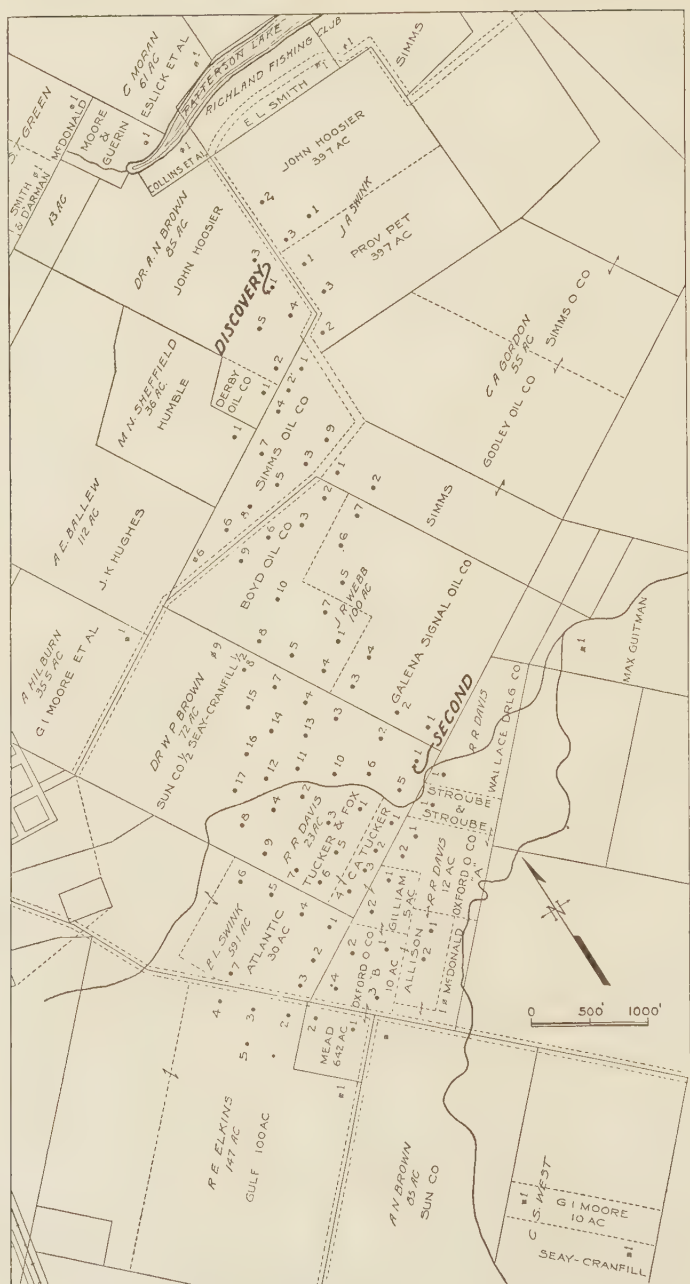 S. T. GREEN
McDONALD
MOORE
&
GUERIN
C MORAN
61 AC
ESLICK ET AL
PATTERSON LAKE
RICHLAND FISHING CLUB
SIMMS
SMITH
& DARMAN
13 AC
COLLINS ET AL
E. L. SMITH
JOHN HOOSIER
39.7 AC
J A SWINK
PROV PET
39.7 AC
DR. A. N BROWN
85 AC
JOHN HOOSIER
DISCOVERY
M N. SHEFFIELD
36 AC.
HUMBLE
DERBY
OIL CO
SIMMS OIL CO
C A GORDON
55 AC
GODLEY OIL CO
SIMMS O CO
SIMMS
A E. BALLEW
112 AC
J. K HUGHES
A HILBURN
35.5 AC
G I MOORE ET AL
BOYD OIL CO
J R WEBB
100 AC
GALENA SIGNAL OIL CO
DR W P BROWN
72 AC
SUN CO ½ SEAY-CRANFILL ½
SECOND
R R DAVIS
WALLACE DRLG CO
MAX GUITMAN
R R DAVIS
23 AC
TUCKER & FOX
C A TUCKER
STROUBE
&
STROUBE
P. L. SWINK
59.1 AC
ATLANTIC
30 AC
OXFORD O CO
"B"
10 AC
GILLIAM
5 AC
ALLISON
R R DAVIS
12 AC
OXFORD O CO
"A"
McDONALD
MEAD
6.42 AC
R E ELKINS
147 AC
GULF 100 AC
A N BROWN
85 AC
SUN CO
C S. WEST
G I MOORE
10 AC
SEAY-CRANFILL
N
0 500' 1000'